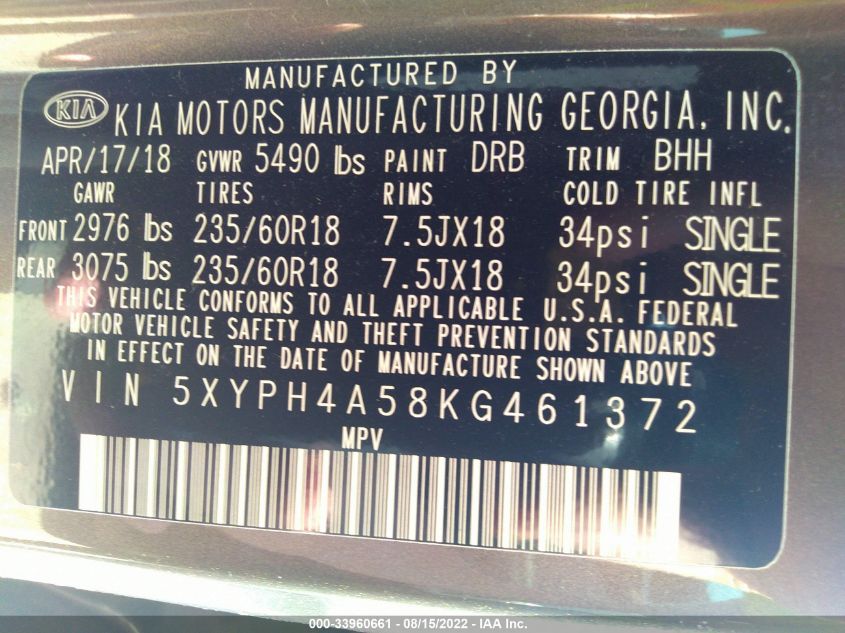 MANUFACTURED BY
KIA KIA MOTORS MANUFACTURING GEORGIA, INC.
APR/17/18 GVWR 5490 lbs PAINT DRB TRIM BHH
GAWR TIRES RIMS COLD TIRE INFL
FRONT 2976 lbs 235/60R18 7.5JX18 34psi SINGLE
REAR 3075 lbs 235/60R18 7.5JX18 34psi SINGLE
THIS VEHICLE CONFORMS TO ALL APPLICABLE U.S.A. FEDERAL
MOTOR VEHICLE SAFETY AND THEFT PREVENTION STANDARDS
IN EFFECT ON THE DATE OF MANUFACTURE SHOWN ABOVE
VIN 5XYPH4A58KG461372
MPV
000-33960661 - 08/15/2022 - IAA Inc.